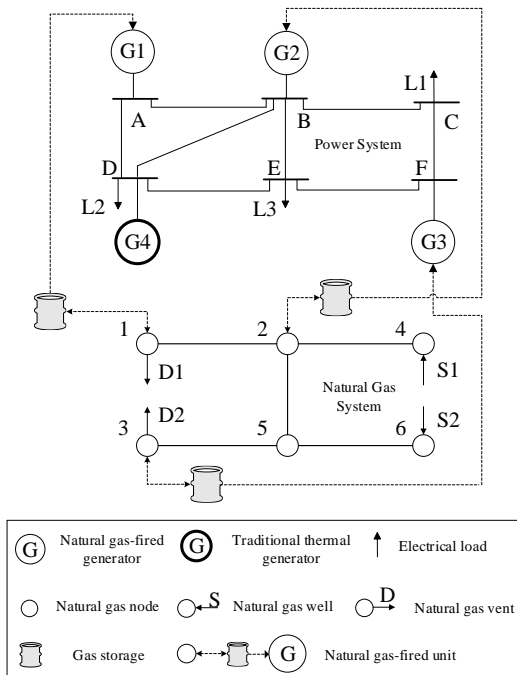 G1
G2
L1
A
B
C
Power System
D
E
F
L2
L3
G4
G3
1
2
4
D1
S1
Natural Gas
System
D2
S2
3
5
6
G
Natural gas-fired
generator
G
Traditional thermal
generator
Electrical load
Natural gas node
S
Natural gas well
D
Natural gas vent
Gas storage
G
Natural gas-fired unit